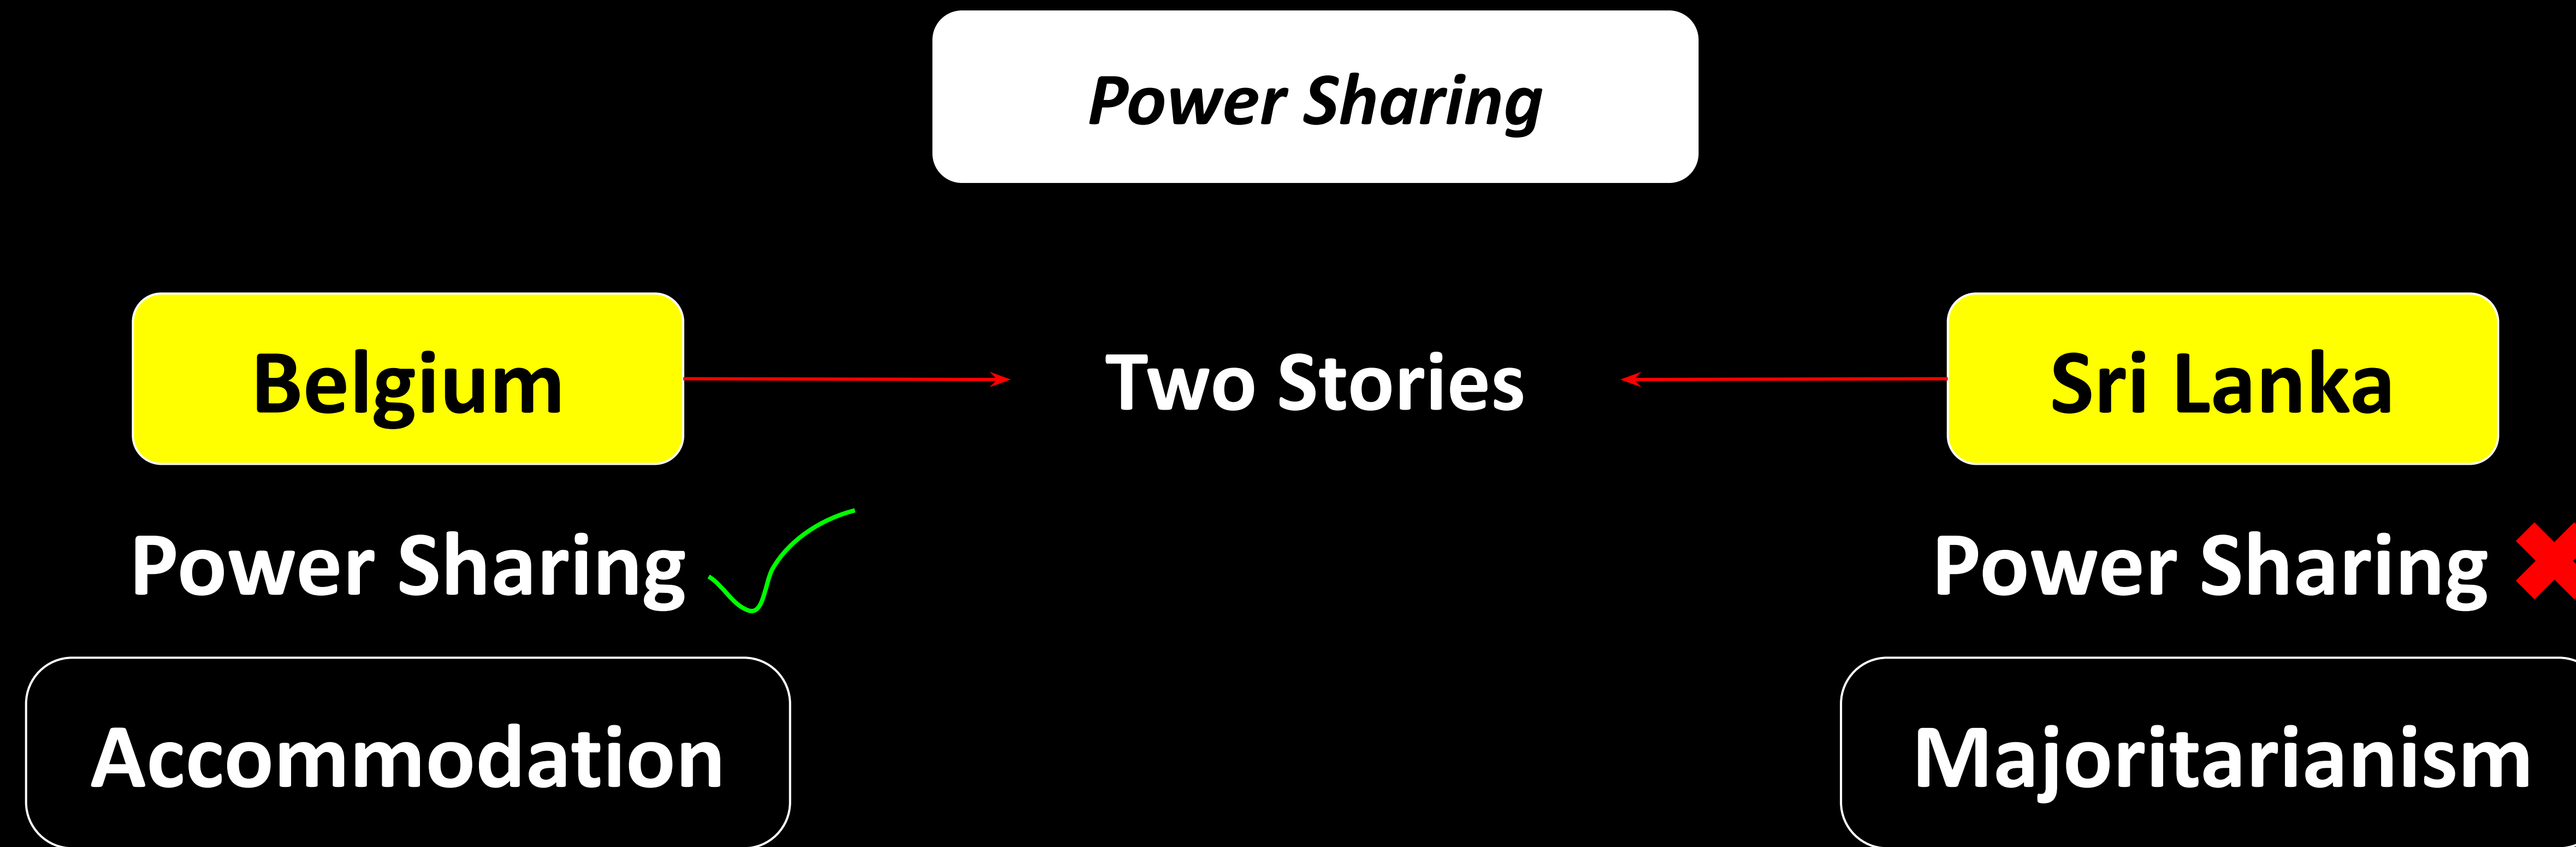 Power Sharing
Belgium
Two Stories
Sri Lanka
Power Sharing
Power Sharing
Accommodation
Majoritarianism